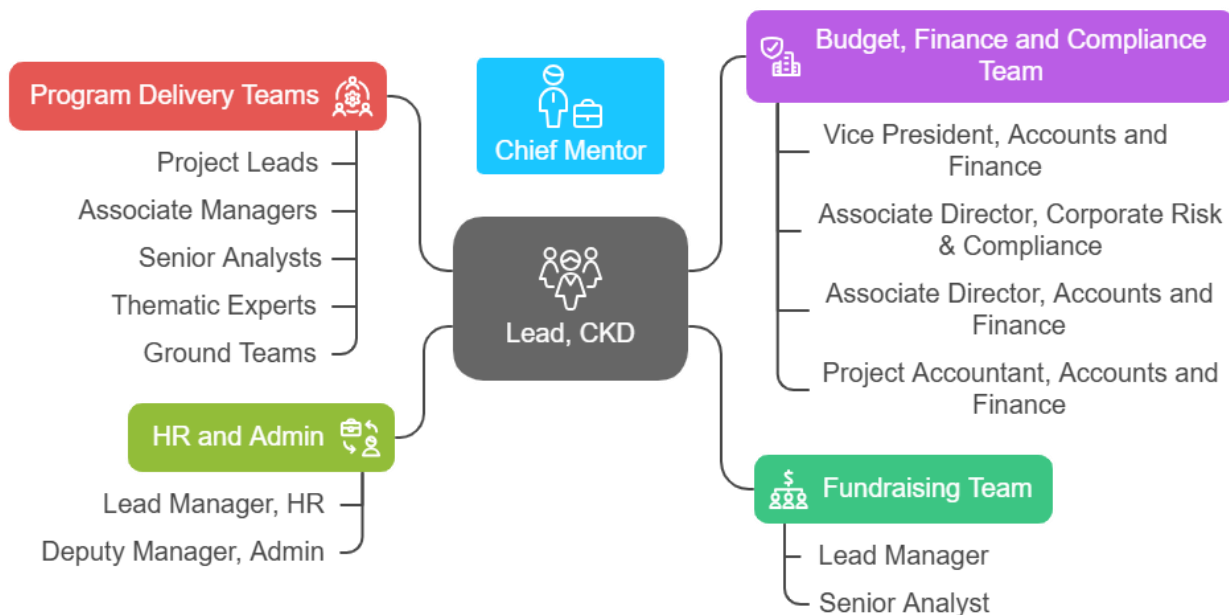 Program Delivery Teams
Project Leads
Associate Managers
Senior Analysts
Thematic Experts
Ground Teams
HR and Admin
Lead Manager, HR
Deputy Manager, Admin
Chief Mentor
Lead, CKD
Budget, Finance and Compliance
Team
Vice President, Accounts and
Finance
Associate Director, Corporate Risk
& Compliance
Associate Director, Accounts and
Finance
Project Accountant, Accounts and
Finance
$
Fundraising Team
Lead Manager
Senior Analyst